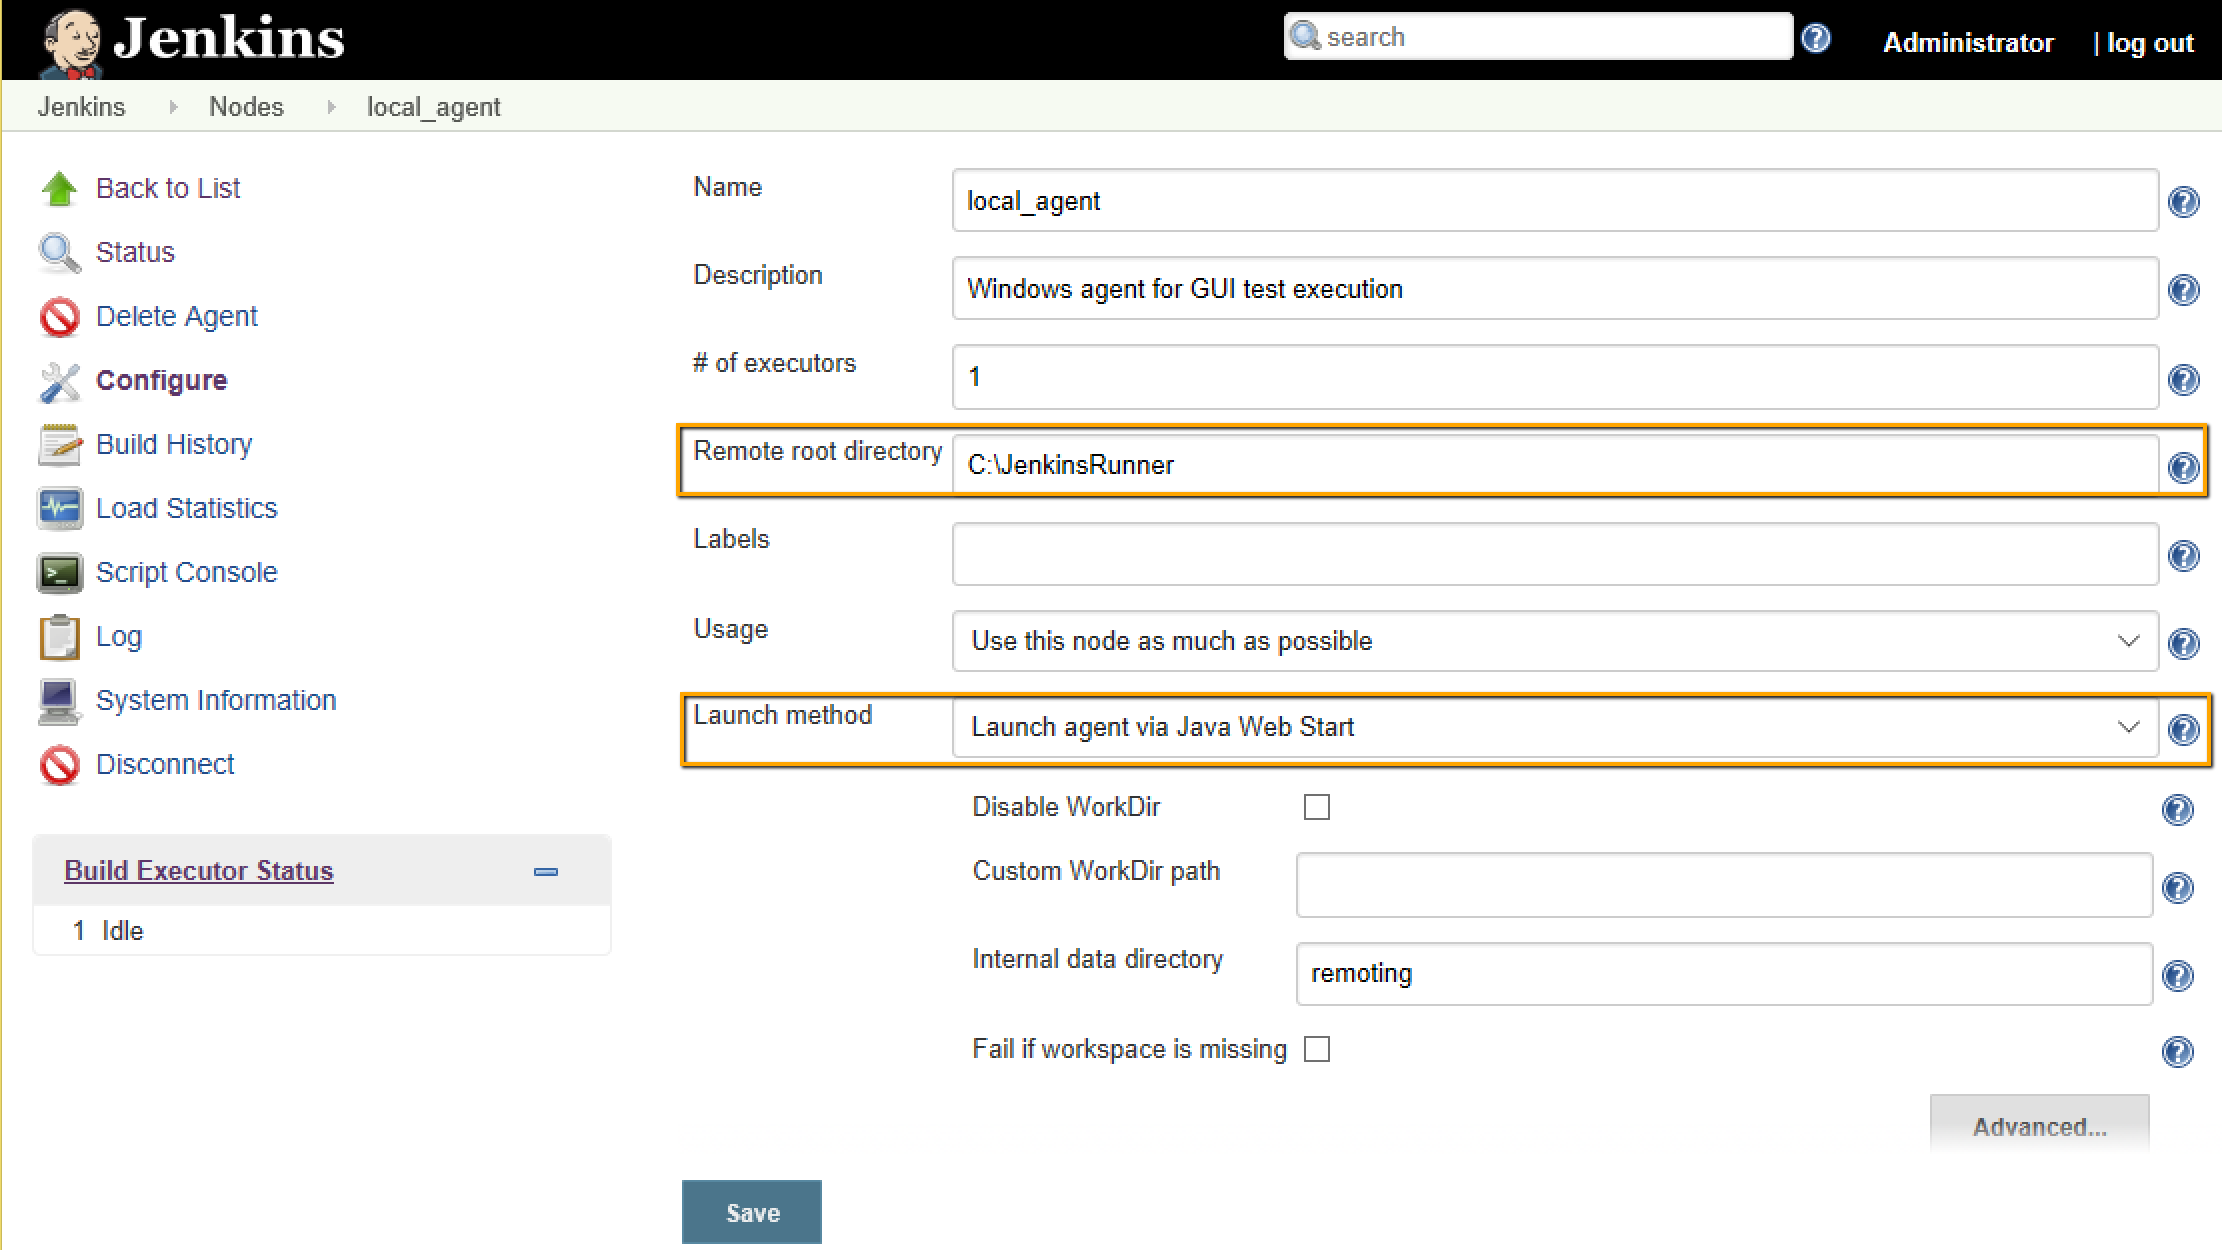 Jenkins
search
Administrator | log out
Jenkins Nodes local_agent
Back to List
Status
Delete Agent
Configure
Build History
Load Statistics
Script Console
Log
System Information
Disconnect
Build Executor Status
1 Idle
Name local_agent
Description Windows agent for GUI test execution
# of executors 1
Remote root directory C:\JenkinsRunner
Labels
Usage Use this node as much as possible
Launch method Launch agent via Java Web Start
Disable WorkDir
Custom WorkDir path
Internal data directory remoting
Fail if workspace is missing
Advanced...
Save